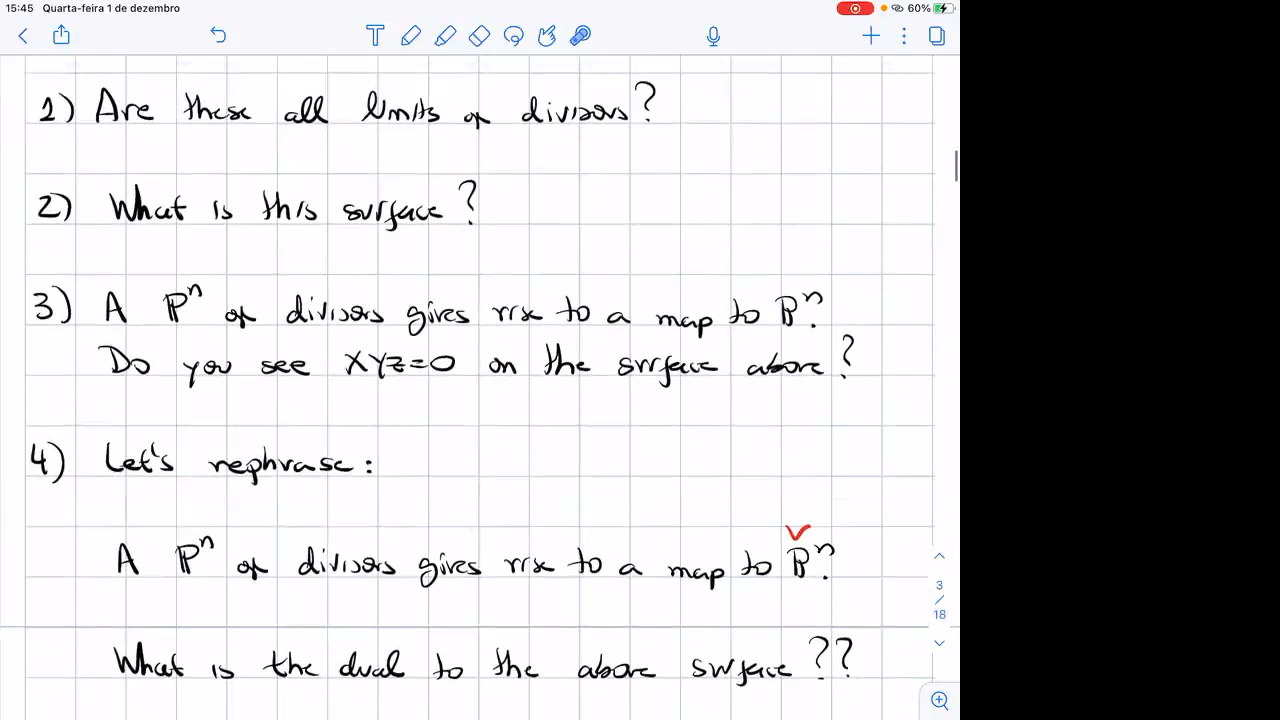 15:45 Quarta-feira 1 de dezembro
60%
1) Are these all limits of divisors?
2) What is this surface?
3) A ℙⁿ of divisors gives rise to a map to ℙⁿ.
Do you see XYZ=0 on the surface above?
4) Let's rephrase:
A ℙⁿ of divisors gives rise to a map to ℙ̌ⁿ.
3
/
18
What is the dual to the above surface??